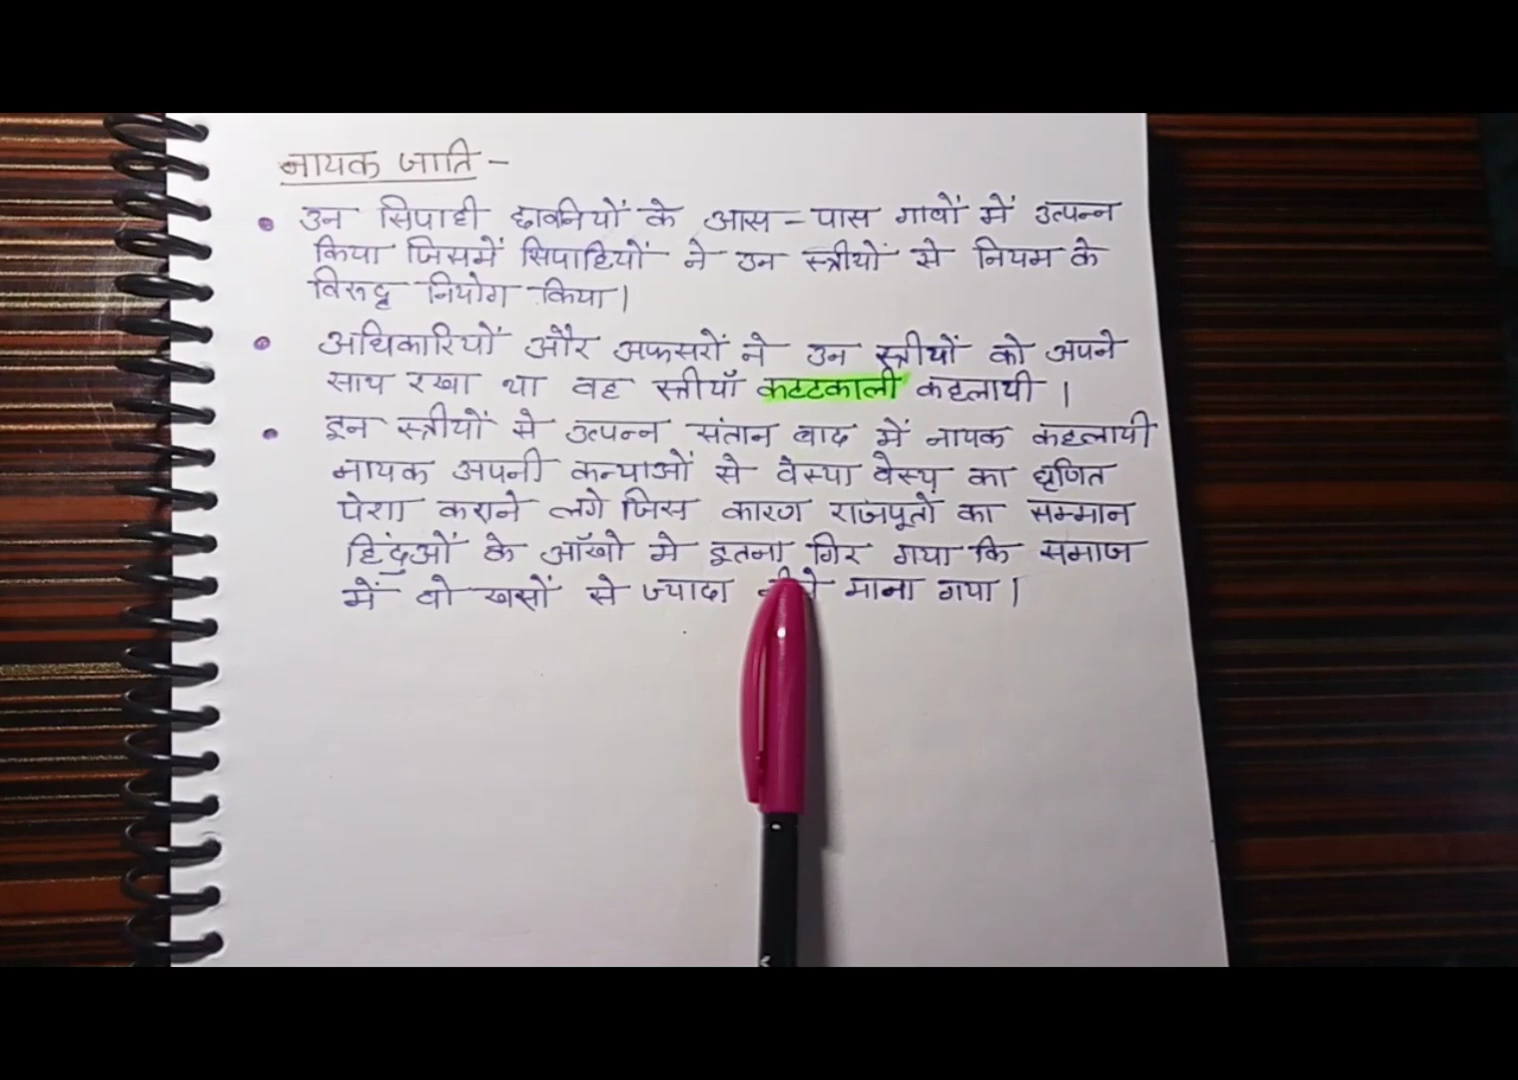 नायक जाति -
उन सिपाही छावनियों के आस - पास गावों में उत्पन्न
किया जिसमें सिपाहियों ने उन स्त्रीयों से नियम के
विरुद्ध नियोग किया।
अधिकारियों और अफसरों ने उन स्त्रीयों को अपने
साथ रखा था वह स्त्रीयाँ कटटकाली कहलायी ।
इन स्त्रीयों से उत्पन्न संतान बाद में नायक कहलायी
नायक अपनी कन्याओं से वेस्या वेस्य का घृणित
पेशा कराने लगे जिस कारण राजपूतो का सम्मान
हिंदुओं के आँखो मे इतना गिर गया कि समाज
में वो खसों से ज्यादा माना गया ।